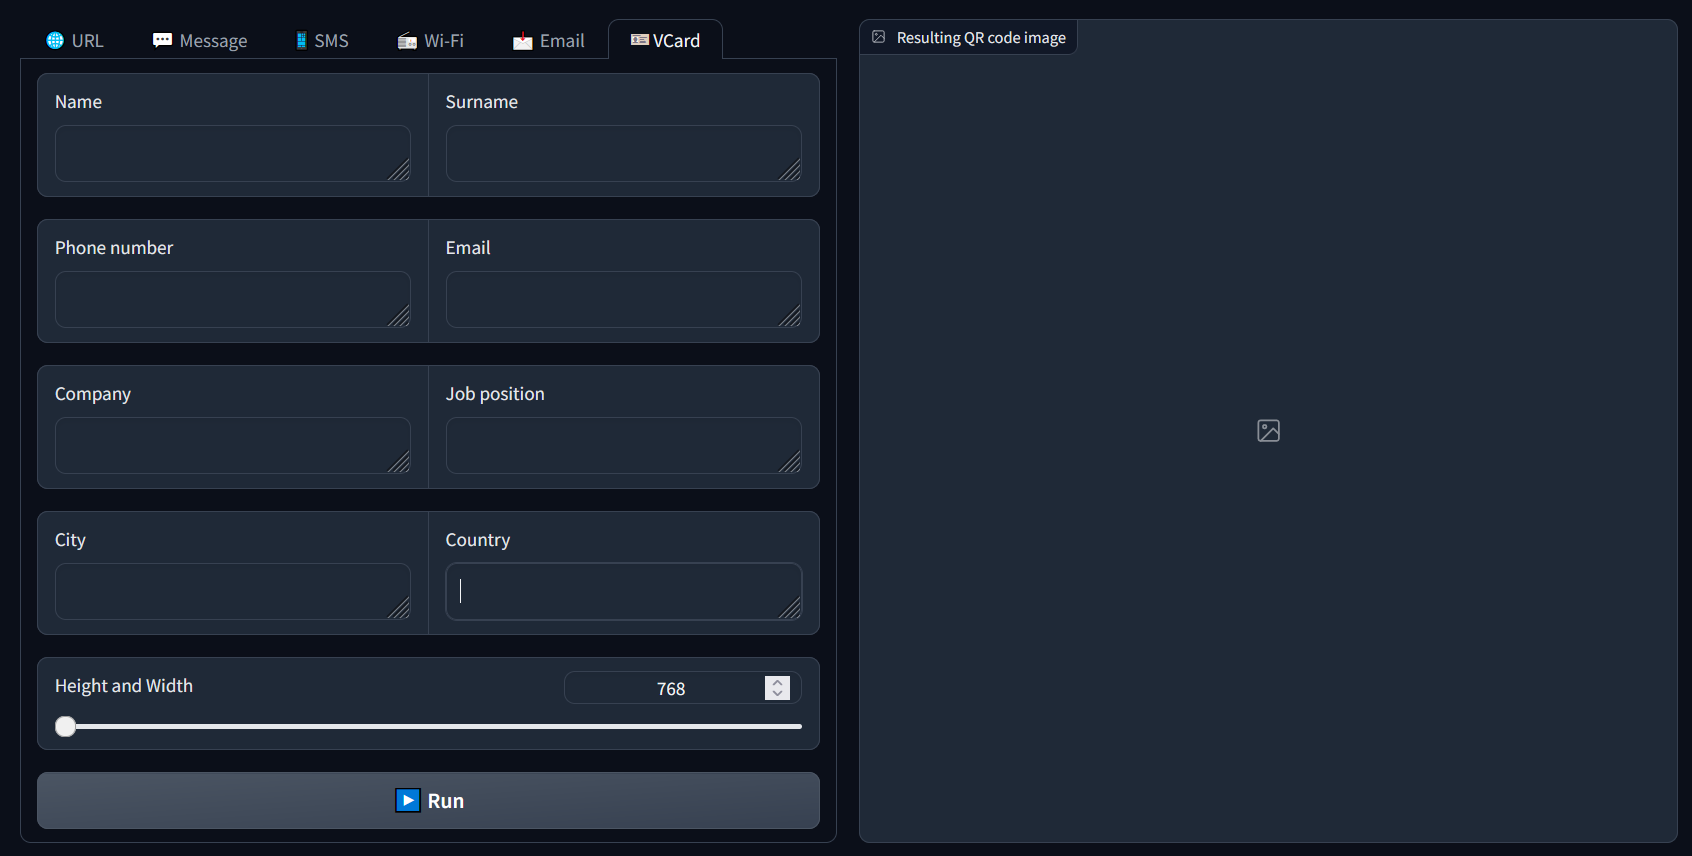 URL Message SMS Wi-Fi Email VCard
Name Surname
Phone number Email
Company Job position
City Country
Height and Width 768
Run
Resulting QR code image